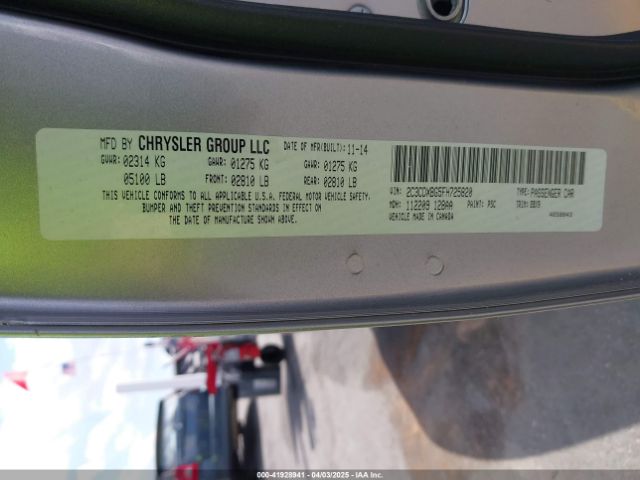 MFD BY CHRYSLER GROUP LLC DATE OF MFR(BUILT): 11-14
GVWR: 02314 KG GAWR: 01275 KG GAWR: 01275 KG
05100 LB FRONT: 02810 LB REAR: 02810 LB
THIS VEHICLE CONFORMS TO ALL APPLICABLE U.S.A. FEDERAL MOTOR VEHICLE SAFETY,
BUMPER AND THEFT PREVENTION STANDARDS IN EFFECT ON
THE DATE OF MANUFACTURE SHOWN ABOVE.
VIN: 2C3CDXBG5FH725820 TYPE: PASSENGER CAR
MDH: 112209 128AA PAINT: PSC TRIM:
VEHICLE MADE IN CANADA
000-41928941 / 04/03/2025 / IAA.COM